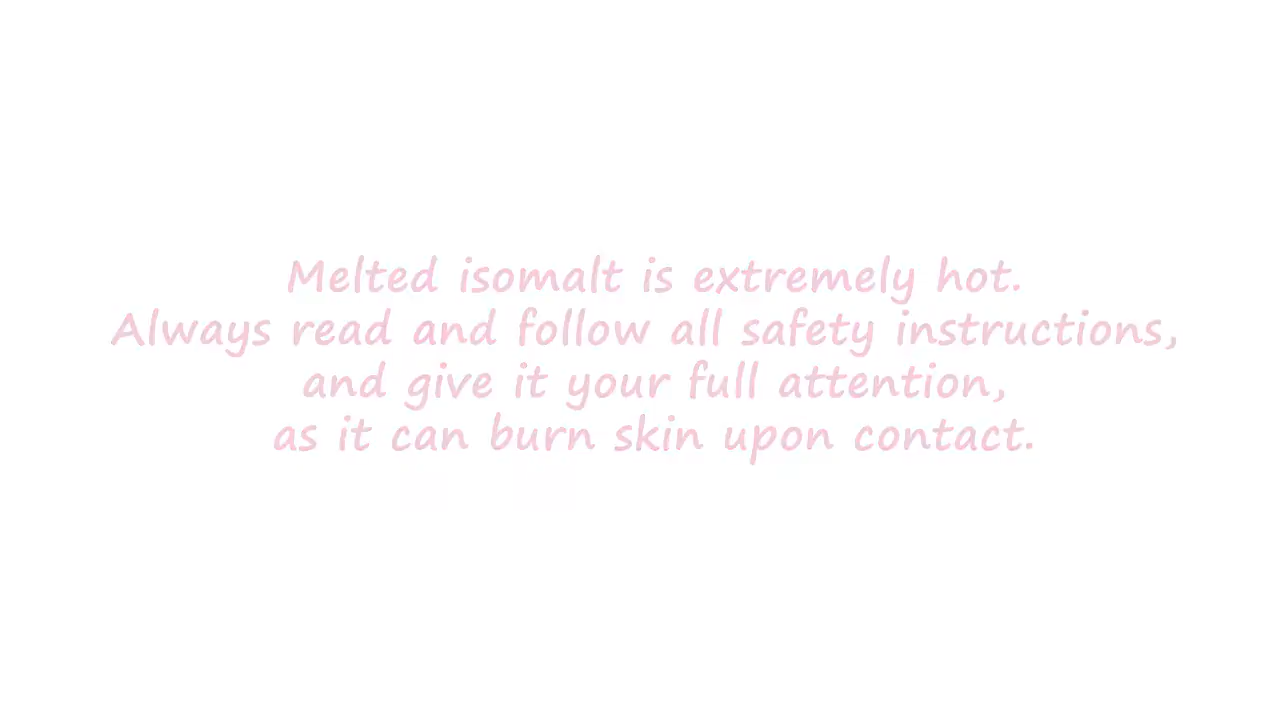 Melted isomalt is extremely hot.
Always read and follow all safety instructions,
and give it your full attention,
as it can burn skin upon contact.